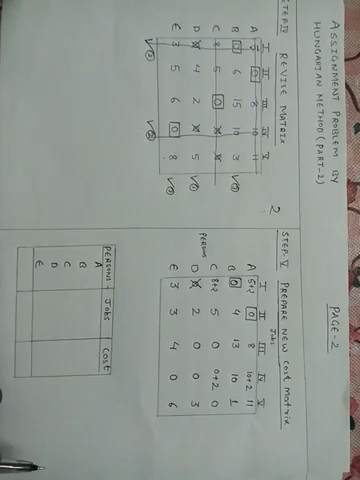 ASSIGNMENT PROBLEM BY
HUNGARIAN METHOD (PART-2)
PAGE-2
STEP-IV REVISE MATRIX
I II III IV V
A 0 8 10 11
B 0 6 15 10 3
C 8 5 0 X X
D X 4 2 X 5
E 3 5 6 0 8
2
STEP-V PREPARE NEW COST MATRIX
Jobs
I II III IV V
PERSONS
A 5+2 0 8 10+2 11
B 0 4 13 10 1
C 8+2 5 0 0+2 0
D X 2 0 0 3
E 3 3 4 0 6
PERSONS - Jobs Cost
A
B
C
D
E